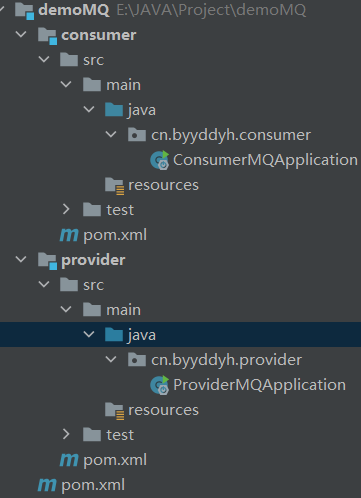 demoMQ E:\JAVA\Project\demoMQ
consumer
src
main
java
cn.byyddyh.consumer
ConsumerMQApplication
resources
test
pom.xml
provider
src
main
java
cn.byyddyh.provider
ProviderMQApplication
resources
test
pom.xml
pom.xml